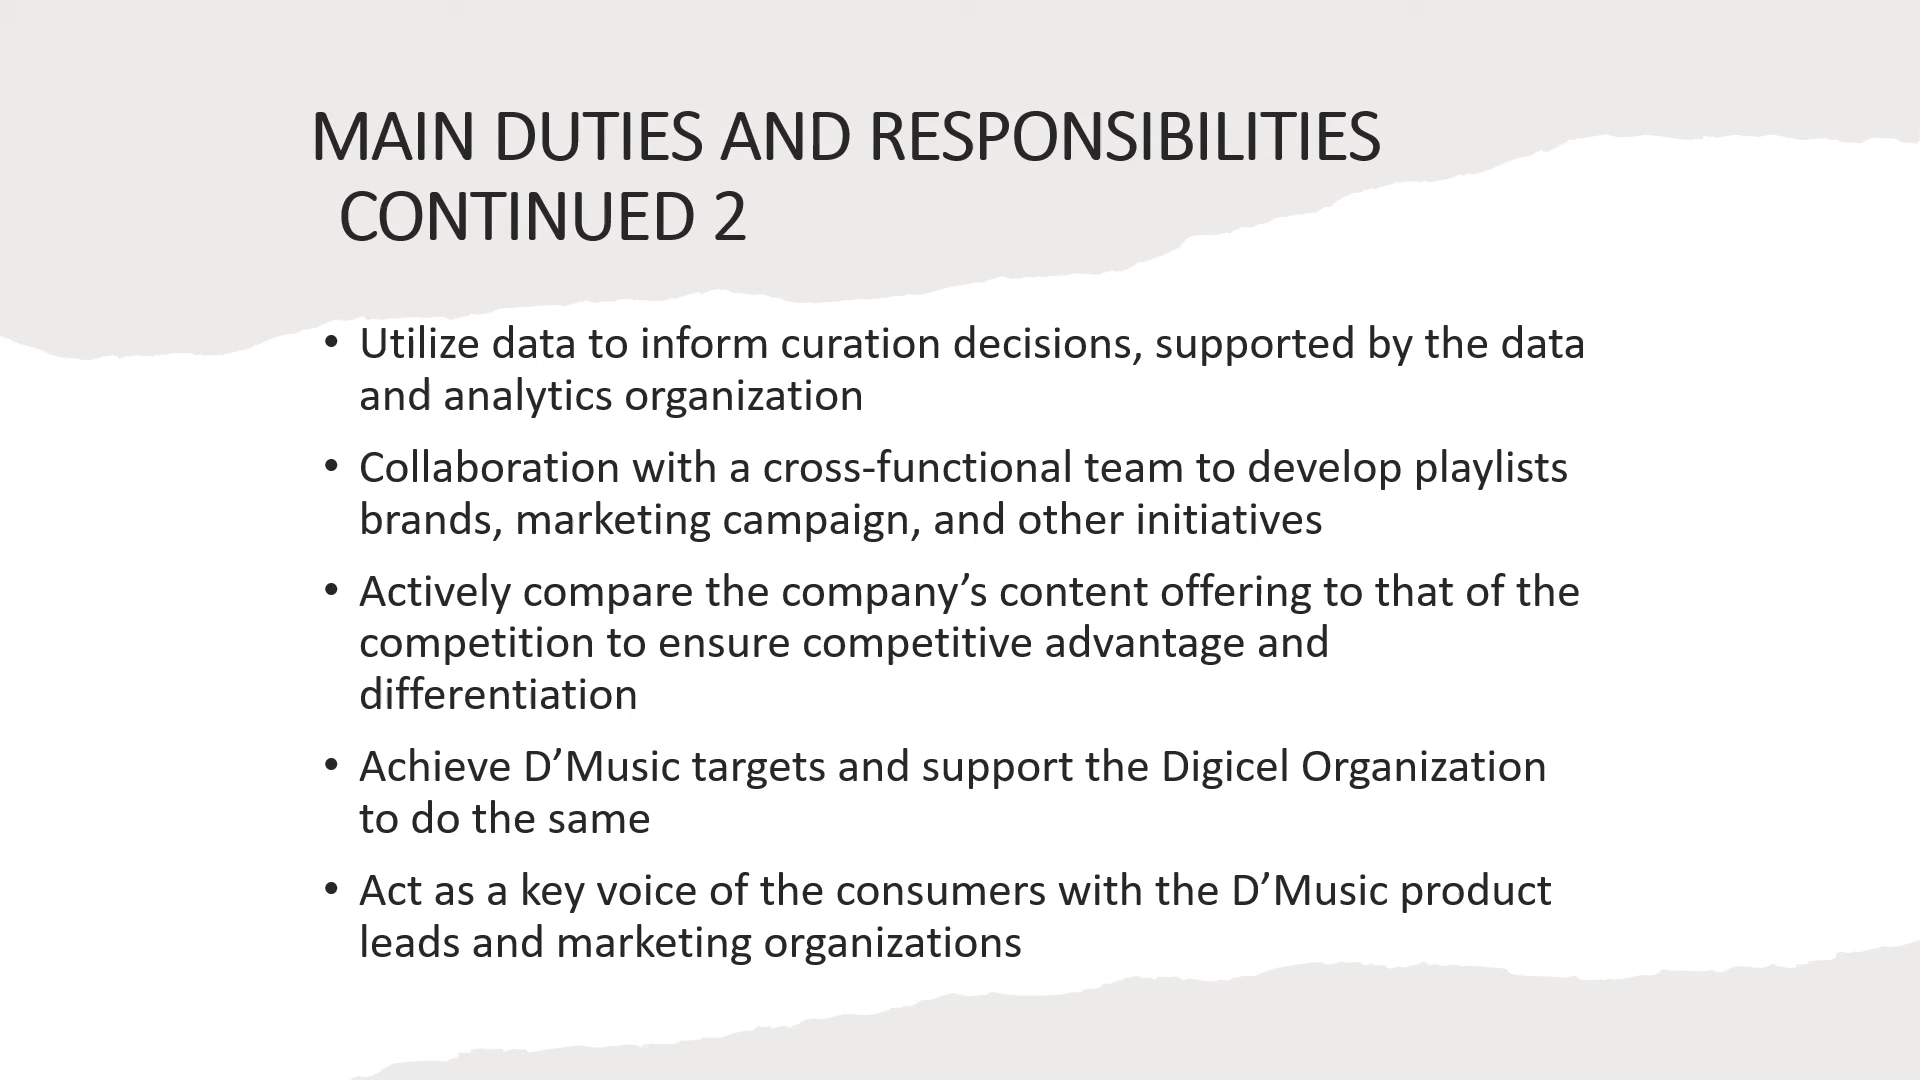 MAIN DUTIES AND RESPONSIBILITIES
CONTINUED 2
• Utilize data to inform curation decisions, supported by the data
and analytics organization
• Collaboration with a cross-functional team to develop playlists
brands, marketing campaign, and other initiatives
• Actively compare the company’s content offering to that of the
competition to ensure competitive advantage and
differentiation
• Achieve D’Music targets and support the Digicel Organization
to do the same
• Act as a key voice of the consumers with the D’Music product
leads and marketing organizations